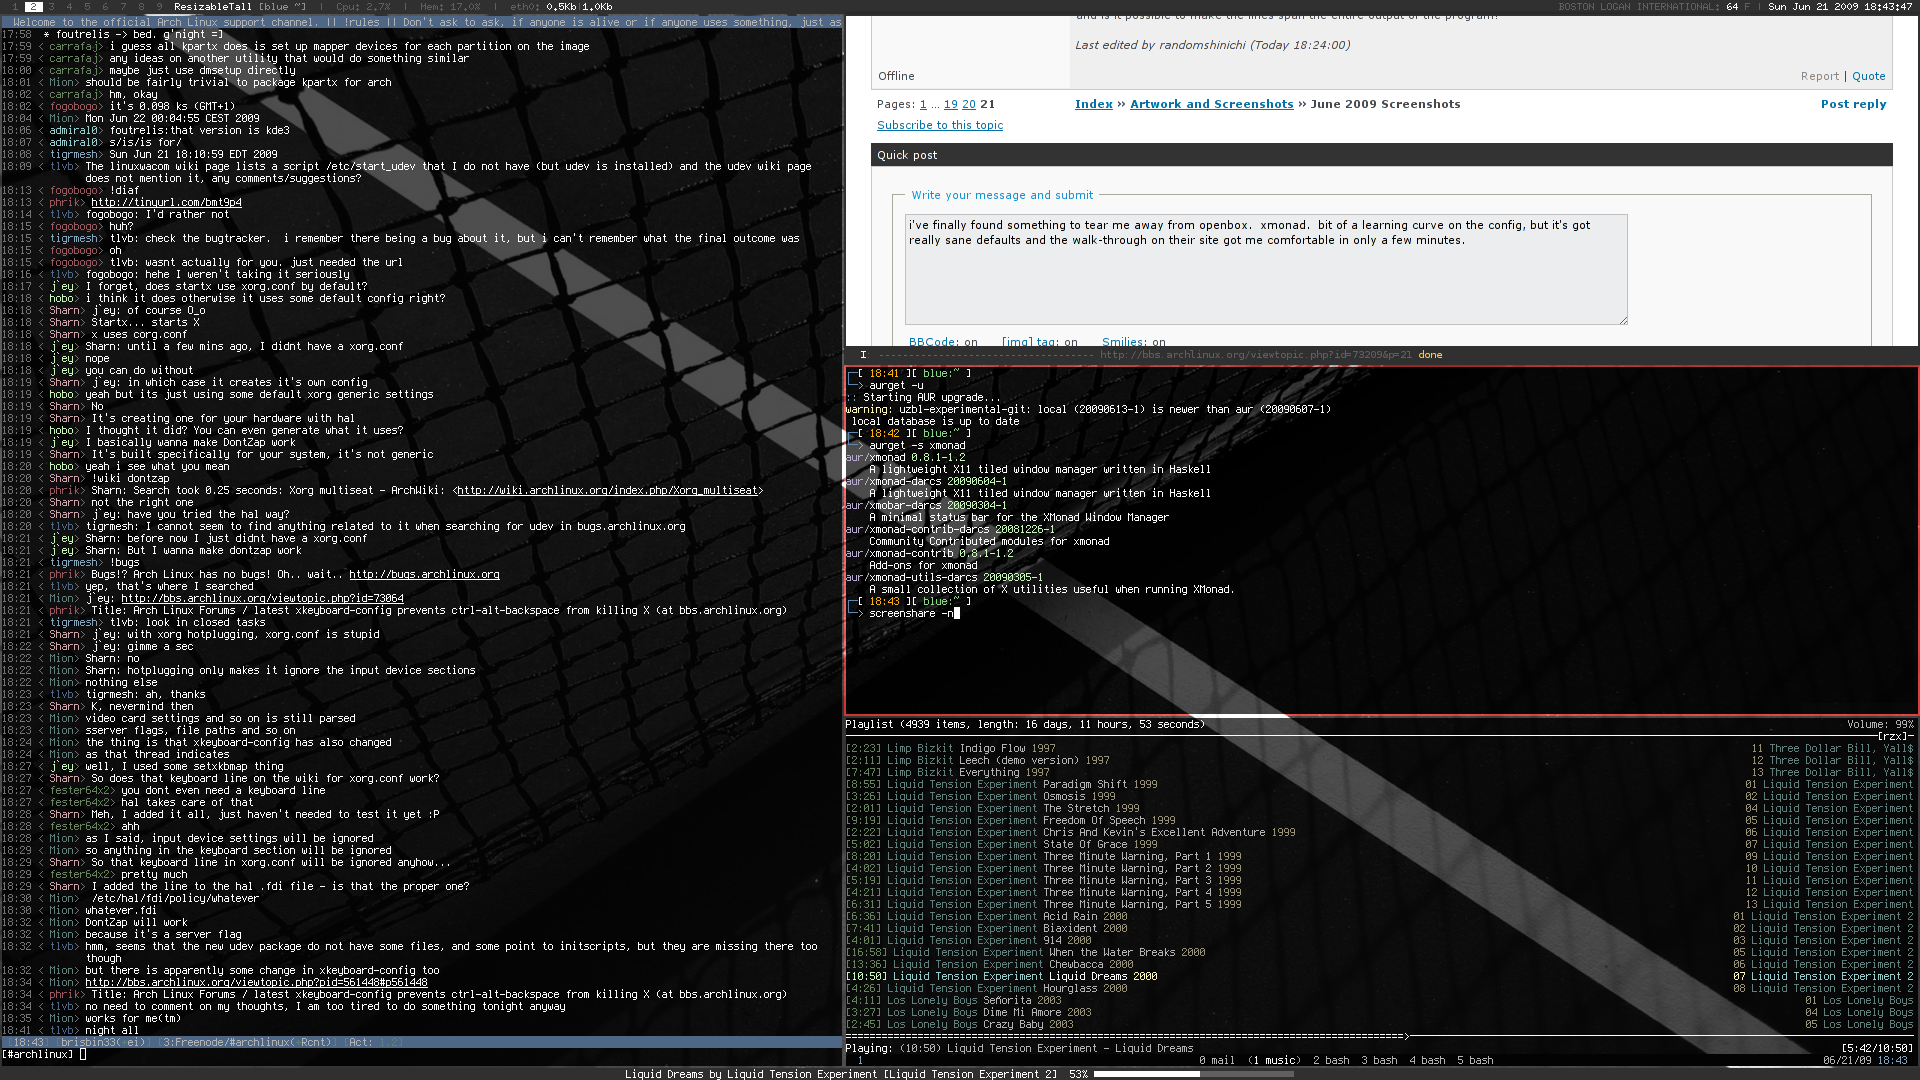 1 2 3 4 5 6 7 8 9 ResizableTall [blue ~] | Cpu: 2.7% | Mem: 17.0% | eth0: 0.5Kb|1.0Kb
BOSTON LOGAN INTERNATIONAL: 64 F | Sun Jun 21 2009 18:43:47
Welcome to the official Arch Linux support channel. || !rules || Don't ask to ask, if anyone is alive or if anyone uses something, just as
17:58 * foutrelis -> bed. g'night =]
17:59 < carrafaj> i guess all kpartx does is set up mapper devices for each partition on the image
17:59 < carrafaj> any ideas on another utility that would do something similar
18:00 < carrafaj> maybe just use dmsetup directly
18:01 < Mion> should be fairly trivial to package kpartx for arch
18:02 < carrafaj> hm, okay
18:02 < fogobogo> it's 0.098 ks (GMT+1)
18:04 < Mion> Mon Jun 22 00:04:55 CEST 2009
18:06 < admiral0> foutrelis:that version is kde3
18:07 < admiral0> s/is/is for/
18:08 < tigrmesh> Sun Jun 21 18:10:59 EDT 2009
18:09 < tlvb> The linuxwacom wiki page lists a script /etc/start_udev that I do not have (but udev is installed) and the udev wiki page
does not mention it, any comments/suggestions?
18:13 < fogobogo> !diaf
18:13 < phrik> http://tinyurl.com/bmt9p4
18:14 < tlvb> fogobogo: I'd rather not
18:15 < fogobogo> huh?
18:15 < tigrmesh> tlvb: check the bugtracker.  i remember there being a bug about it, but i can't remember what the final outcome was
18:15 < fogobogo> oh
18:15 < fogobogo> tlvb: wasnt actually for you. just needed the url
18:16 < tlvb> fogobogo: hehe I weren't taking it seriously
18:17 < j`ey> I forget, does startx use xorg.conf by default?
18:18 < hobo> i think it does otherwise it uses some default config right?
18:18 < Sharn> j`ey: of course O_o
18:18 < Sharn> Startx... starts X
18:18 < Sharn> x uses corg.conf
18:18 < j`ey> Sharn: until a few mins ago, I didnt have a xorg.conf
18:18 < j`ey> nope
18:18 < j`ey> you can do without
18:19 < Sharn> j`ey: in which case it creates it's own config
18:19 < hobo> yeah but its just using some default xorg generic settings
18:19 < Sharn> No
18:19 < Sharn> It's creating one for your hardware with hal
18:19 < hobo> I thought it did? You can even generate what it uses?
18:19 < j`ey> I basically wanna make DontZap work
18:19 < Sharn> It's built specifically for your system, it's not generic
18:20 < hobo> yeah i see what you mean
18:20 < Sharn> !wiki dontzap
18:20 < phrik> Sharn: Search took 0.25 seconds: Xorg multiseat - ArchWiki: <http://wiki.archlinux.org/index.php/Xorg_multiseat>
18:20 < Sharn> not the right one
18:20 < Sharn> j`ey: have you tried the hal way?
18:20 < tlvb> tigrmesh: I cannot seem to find anything related to it when searching for udev in bugs.archlinux.org
18:21 < j`ey> Sharn: before now I just didnt have a xorg.conf
18:21 < j`ey> Sharn: But I wanna make dontzap work
18:21 < tigrmesh> !bugs
18:21 < phrik> Bugs!? Arch Linux has no bugs! Oh.. wait.. http://bugs.archlinux.org
18:21 < tlvb> yep, that's where I searched
18:21 < Mion> j`ey: http://bbs.archlinux.org/viewtopic.php?id=73064
18:21 < phrik> Title: Arch Linux Forums / latest xkeyboard-config prevents ctrl-alt-backspace from killing X (at bbs.archlinux.org)
18:21 < tigrmesh> tlvb: look in closed tasks
18:21 < Sharn> j`ey: with xorg hotplugging, xorg.conf is stupid
18:22 < Sharn> j`ey: gimme a sec
18:22 < Mion> Sharn: no
18:22 < Mion> Sharn: hotplugging only makes it ignore the input device sections
18:22 < Mion> nothing else
18:23 < tlvb> tigrmesh: ah, thanks
18:23 < Sharn> K, nevermind then
18:23 < Mion> video card settings and so on is still parsed
18:23 < Mion> sserver flags, file paths and so on
18:24 < Mion> the thing is that xkeyboard-config has also changed
18:24 < Mion> as that thread indicates
18:27 < j`ey> well, I used some setxkbmap thing
18:27 < Sharn> So does that keyboard line on the wiki for xorg.conf work?
18:27 < fester64x2> you dont even need a keyboard line
18:27 < fester64x2> hal takes care of that
18:28 < Sharn> Meh, I added it all, just haven't needed to test it yet :P
18:28 < fester64x2> ahh
18:28 < Mion> as I said, input device settings will be ignored
18:29 < Mion> so anything in the keyboard section will be ignored
18:29 < Sharn> So that keyboard line in xorg.conf will be ignored anyhow...
18:29 < fester64x2> pretty much
18:29 < Sharn> I added the line to the hal .fdi file - is that the proper one?
18:30 < Mion>  /etc/hal/fdi/policy/whatever
18:30 < Mion> whatever.fdi
18:32 < Mion> DontZap will work
18:32 < Mion> because it's a server flag
18:32 < tlvb> hmm, seems that the new udev package do not have some files, and some point to initscripts, but they are missing there too
though
18:32 < Mion> but there is apparently some change in xkeyboard-config too
18:34 < Mion> http://bbs.archlinux.org/viewtopic.php?pid=561448#p561448
18:34 < phrik> Title: Arch Linux Forums / latest xkeyboard-config prevents ctrl-alt-backspace from killing X (at bbs.archlinux.org)
18:34 < tlvb> no need to comment on my thoughts, I am too tired to do something tonight anyway
18:35 < Mion> works for me(tm)
18:41 < tlvb> night all
[18:43] [brisbin33(+ei)] [3:Freenode/#archlinux(+Rcnt)] [Act: 1,2]
[#archlinux]
and is it possible to make the lines span the entire output of the program?
Last edited by randomshinichi (Today 18:24:00)
Offline
Report | Quote
Pages: 1 … 19 20 21
Index » Artwork and Screenshots » June 2009 Screenshots
Post reply
Subscribe to this topic
Quick post
Write your message and submit
i've finally found something to tear me away from openbox.  xmonad.  bit of a learning curve on the config, but it's got
really sane defaults and the walk-through on their site got me comfortable in only a few minutes.
BBCode: on [img] tag: on Smilies: on
I: http://bbs.archlinux.org/viewtopic.php?id=73209&p=21 done
[ 18:41 ][ blue:~ ]
> aurget -u
:: Starting AUR upgrade...
warning: uzbl-experimental-git: local (20090613-1) is newer than aur (20090607-1)
local database is up to date
[ 18:42 ][ blue:~ ]
> aurget -s xmonad
aur/xmonad 0.8.1-1.2
A lightweight X11 tiled window manager written in Haskell
aur/xmonad-darcs 20090604-1
A lightweight X11 tiled window manager written in Haskell
aur/xmobar-darcs 20090304-1
A minimal status bar for the XMonad Window Manager
aur/xmonad-contrib-darcs 20081226-1
Community Contributed modules for xmonad
aur/xmonad-contrib 0.8.1-1.2
Add-ons for xmonad
aur/xmonad-utils-darcs 20090305-1
A small collection of X utilities useful when running XMonad.
[ 18:43 ][ blue:~ ]
> screenshare -n
Playlist (4939 items, length: 16 days, 11 hours, 53 seconds) Volume: 99%
[rzx]
[2:23] Limp Bizkit Indigo Flow 1997 11 Three Dollar Bill, Yall$
[2:11] Limp Bizkit Leech (demo version) 1997 12 Three Dollar Bill, Yall$
[7:47] Limp Bizkit Everything 1997 13 Three Dollar Bill, Yall$
[8:55] Liquid Tension Experiment Paradigm Shift 1999 01 Liquid Tension Experiment
[3:26] Liquid Tension Experiment Osmosis 1999 02 Liquid Tension Experiment
[2:01] Liquid Tension Experiment The Stretch 1999 04 Liquid Tension Experiment
[9:19] Liquid Tension Experiment Freedom Of Speech 1999 05 Liquid Tension Experiment
[2:22] Liquid Tension Experiment Chris And Kevin's Excellent Adventure 1999 06 Liquid Tension Experiment
[5:02] Liquid Tension Experiment State Of Grace 1999 07 Liquid Tension Experiment
[8:20] Liquid Tension Experiment Three Minute Warning, Part 1 1999 09 Liquid Tension Experiment
[4:02] Liquid Tension Experiment Three Minute Warning, Part 2 1999 10 Liquid Tension Experiment
[5:19] Liquid Tension Experiment Three Minute Warning, Part 3 1999 11 Liquid Tension Experiment
[4:21] Liquid Tension Experiment Three Minute Warning, Part 4 1999 12 Liquid Tension Experiment
[6:31] Liquid Tension Experiment Three Minute Warning, Part 5 1999 13 Liquid Tension Experiment
[6:36] Liquid Tension Experiment Acid Rain 2000 01 Liquid Tension Experiment 2
[7:41] Liquid Tension Experiment Biaxident 2000 02 Liquid Tension Experiment 2
[4:01] Liquid Tension Experiment 914 2000 03 Liquid Tension Experiment 2
[16:58] Liquid Tension Experiment When the Water Breaks 2000 05 Liquid Tension Experiment 2
[13:36] Liquid Tension Experiment Chewbacca 2000 06 Liquid Tension Experiment 2
[10:50] Liquid Tension Experiment Liquid Dreams 2000 07 Liquid Tension Experiment 2
[4:26] Liquid Tension Experiment Hourglass 2000 08 Liquid Tension Experiment 2
[4:11] Los Lonely Boys Señorita 2003 01 Los Lonely Boys
[3:27] Los Lonely Boys Dime Mi Amore 2003 04 Los Lonely Boys
[2:45] Los Lonely Boys Crazy Baby 2003 05 Los Lonely Boys
Playing: (10:50) Liquid Tension Experiment - Liquid Dreams [5:42/10:50]
1 0 mail (1 music) 2 bash 3 bash 4 bash 5 bash 06/21/09 18:43
Liquid Dreams by Liquid Tension Experiment [Liquid Tension Experiment 2] 53%